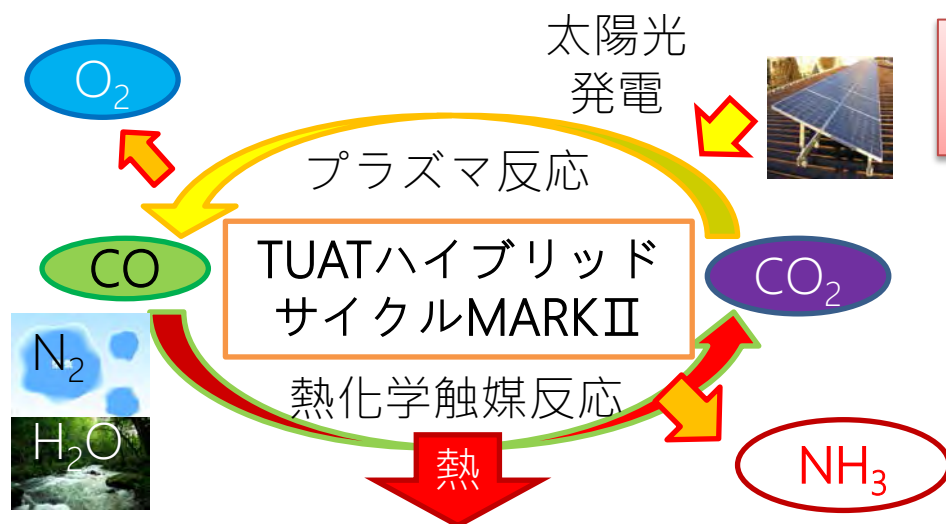 太陽光
発電
O₂
プラズマ反応
CO
TUATハイブリッド
サイクルMARKⅡ
CO₂
N₂
H₂O
熱化学触媒反応
熱
NH₃